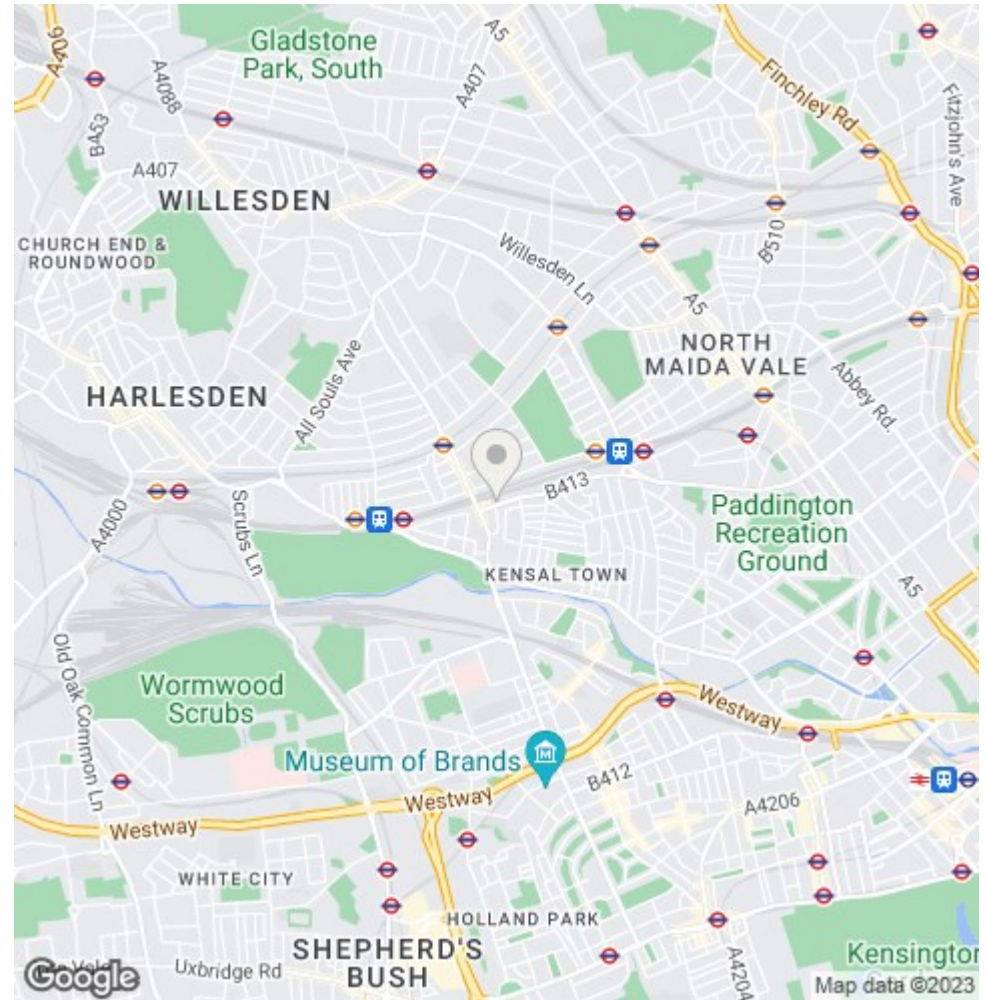 A406
A4088
B453
Gladstone
Park, South
A5
A407
Finchley Rd
Fitzjohn's Ave
A407
WILLESDEN
CHURCH END &
ROUNDWOOD
Willesden Ln
B510
A5
NORTH
MAIDA VALE
HARLESDEN
All Souls Ave
Abbey Rd.
A4000
Scrubs Ln
B413
Paddington
Recreation
Ground
KENSAL TOWN
A5
Old Oak Common Ln
Wormwood
Scrubs
Westway
Museum of Brands
B412
Westway
A4206
Westway
WHITE CITY
HOLLAND PARK
SHEPHERD'S
BUSH
Uxbridge Rd
A4204
Kensington
Google
Map data ©2023